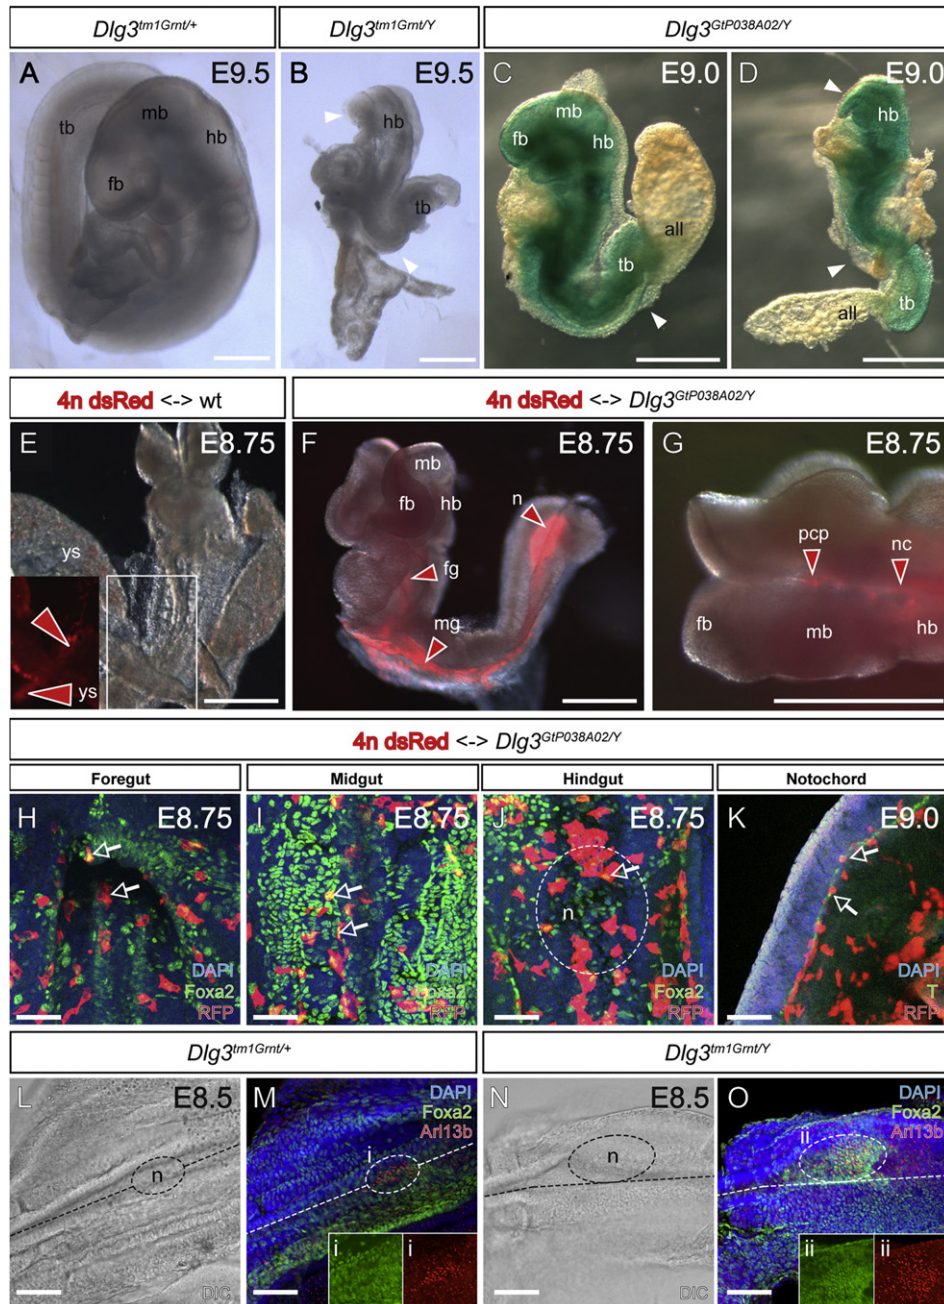 Dlg3tm1Grnt/+
Dlg3tm1Grnt/Y
Dlg3GtP038A02/Y
A
E9.5
tb
mb
hb
fb
B
E9.5
hb
tb
C
E9.0
mb
fb
hb
all
tb
D
E9.0
hb
all
tb
4n dsRed <-> wt
4n dsRed <-> Dlg3GtP038A02/Y
E
E8.75
ys
ys
F
E8.75
mb
fb
hb
n
fg
mg
G
E8.75
pcp
nc
fb
mb
hb
4n dsRed <-> Dlg3GtP038A02/Y
Foregut
Midgut
Hindgut
Notochord
H
E8.75
DAPI
Foxa2
RFP
I
E8.75
DAPI
Foxa2
RFP
J
E8.75
n
DAPI
Foxa2
RFP
K
E9.0
DAPI
T
RFP
Dlg3tm1Grnt/+
Dlg3tm1Grnt/Y
L
E8.5
n
DIC
M
DAPI
Foxa2
Arl13b
i
i
i
N
E8.5
n
DIC
O
DAPI
Foxa2
Arl13b
ii
ii
ii